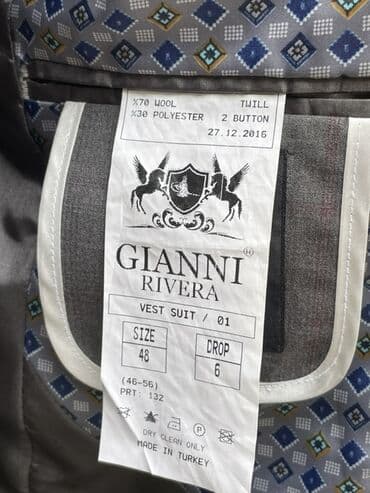 %70 WOOL TWILL
%30 POLYESTER 2 BUTTON
27.12.2016
GIANNI
RIVERA
VEST SUIT / 01
SIZE DROP
48 6
(46-56)
PRT: 132
DRY CLEAN ONLY
MADE IN TURKEY